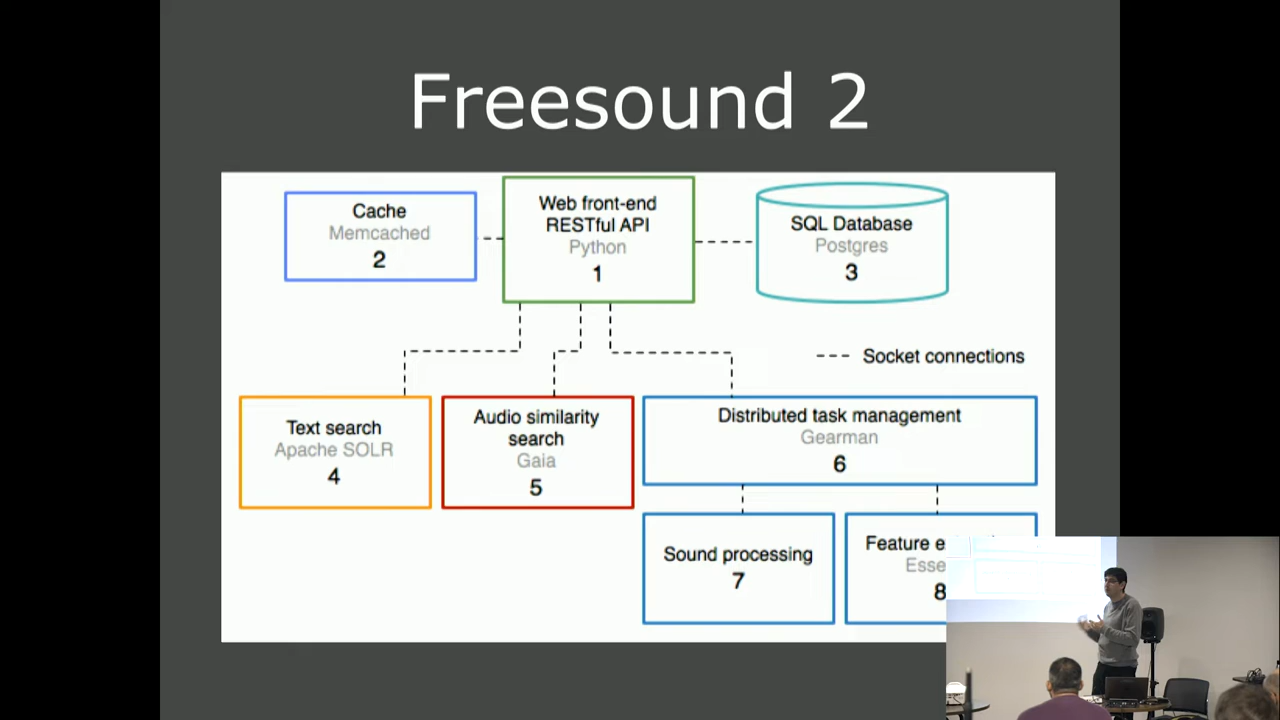 Freesound 2
Cache
Memcached
2
Web front-end
RESTful API
Python
1
SQL Database
Postgres
3
Socket connections
Text search
Apache SOLR
4
Audio similarity
search
Gaia
5
Distributed task management
Gearman
6
Sound processing
7
Feature
8